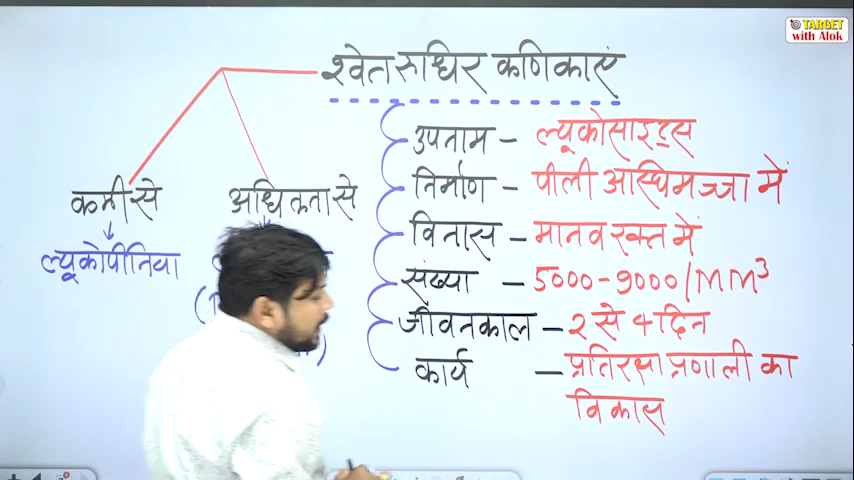 TARGET
with Alok
श्वेत रुधिर कणिकाएं
उपनाम - ल्यूकोसाइट्स
निर्माण - पीली अस्थिमज्जा में
विनास - मानव रक्त में
संख्या - 5000-9000/MM³
जीवनकाल - 2 से 4 दिन
कार्य - प्रतिरक्षा प्रणाली का
विकास
कमी से
अधिकता से
ल्यूकोपीनिया